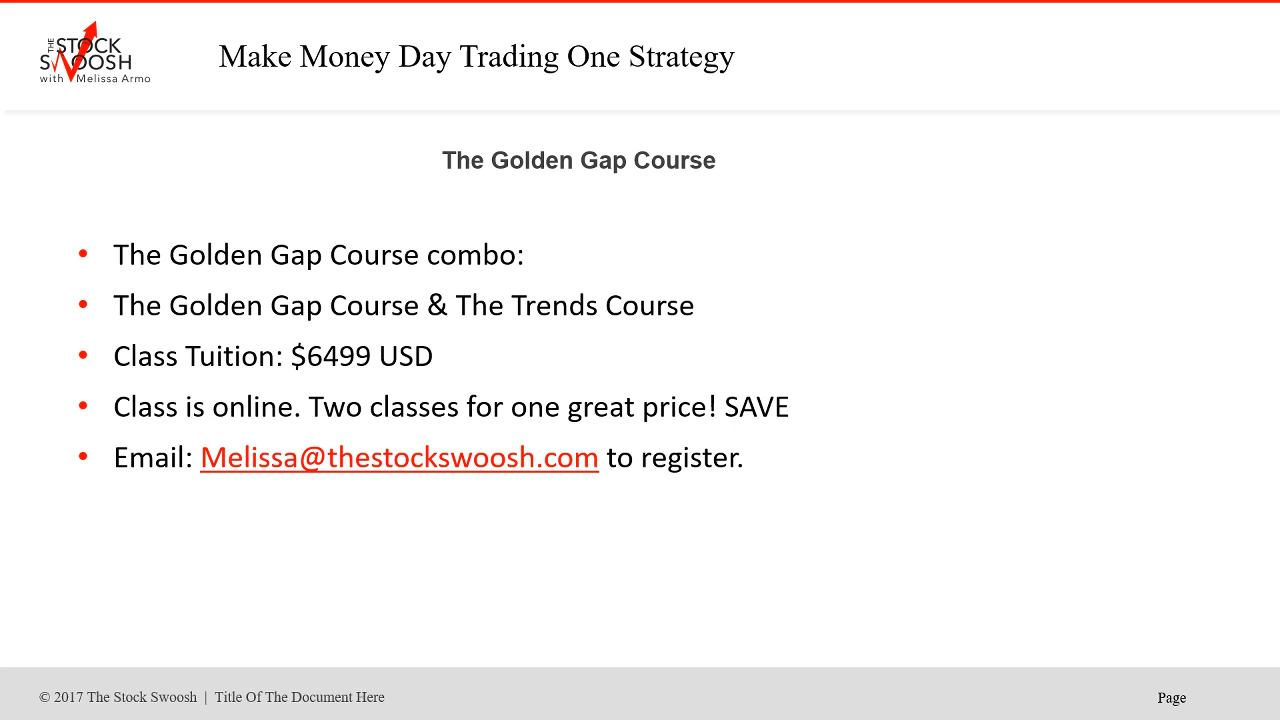 THE STOCK
SWOOSH
with Melissa Armo
Make Money Day Trading One Strategy
The Golden Gap Course
• The Golden Gap Course combo:
• The Golden Gap Course & The Trends Course
• Class Tuition: $6499 USD
• Class is online. Two classes for one great price! SAVE
• Email: Melissa@thestockswoosh.com to register.
© 2017 The Stock Swoosh | Title Of The Document Here
Page